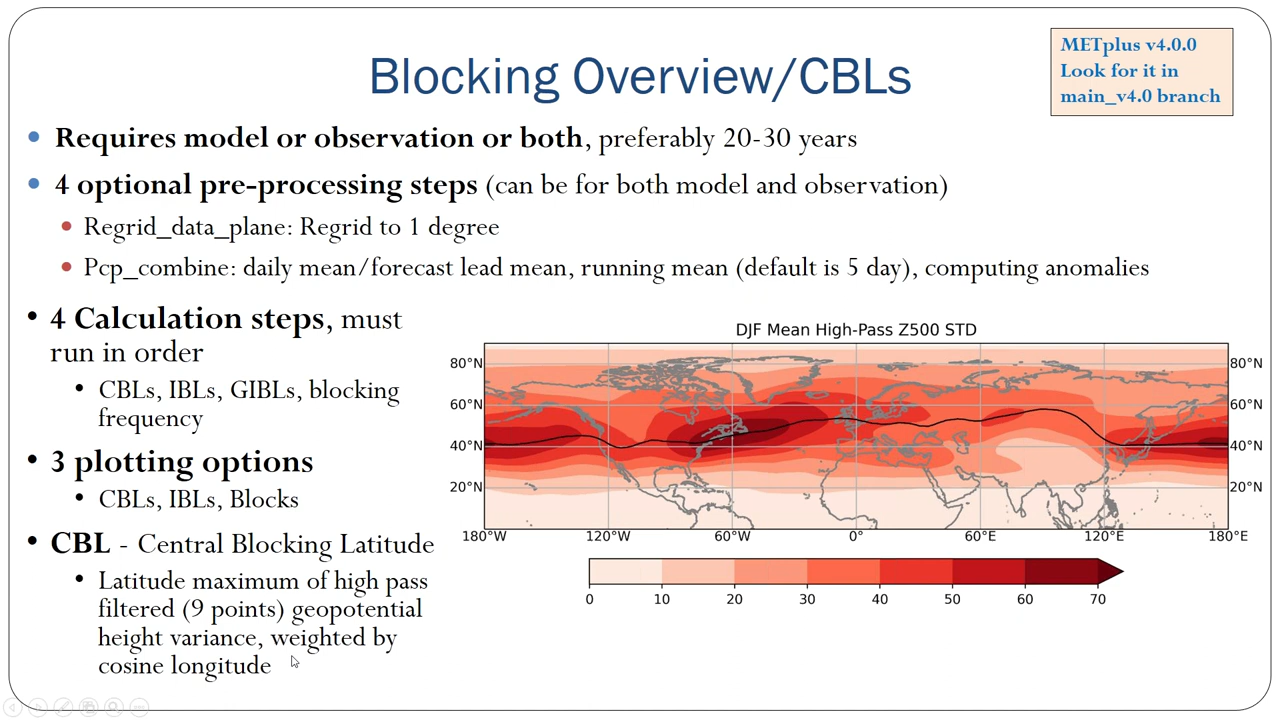 METplus v4.0.0
Look for it in
main_v4.0 branch
Blocking Overview/CBLs
• Requires model or observation or both, preferably 20-30 years
• 4 optional pre-processing steps (can be for both model and observation)
• Regrid_data_plane: Regrid to 1 degree
• Pcp_combine: daily mean/forecast lead mean, running mean (default is 5 day), computing anomalies
• 4 Calculation steps, must
run in order
• CBLs, IBLs, GIBLs, blocking
frequency
• 3 plotting options
• CBLs, IBLs, Blocks
• CBL - Central Blocking Latitude
• Latitude maximum of high pass
filtered (9 points) geopotential
height variance, weighted by
cosine longitude
DJF Mean High-Pass Z500 STD
80°N 80°N
60°N 60°N
40°N 40°N
20°N 20°N
180°W 120°W 60°W 0° 60°E 120°E 180°E
0 10 20 30 40 50 60 70